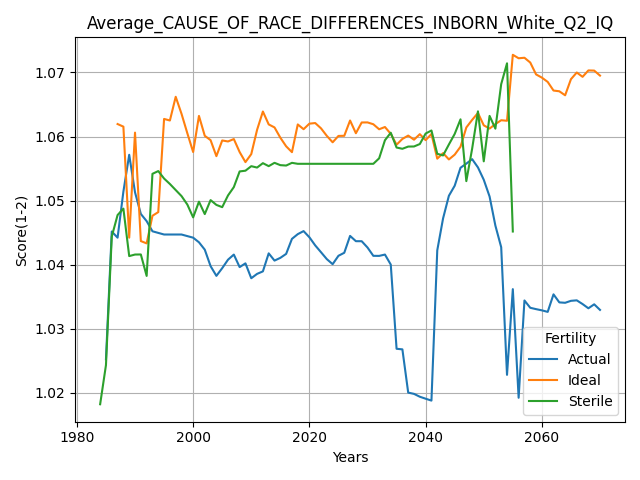 Average_CAUSE_OF_RACE_DIFFERENCES_INBORN_White_Q2_IQ
Score(1-2)
1.07
1.06
1.05
1.04
1.03
1.02
1980
2000
2020
2040
2060
Years
Fertility
Actual
Ideal
Sterile